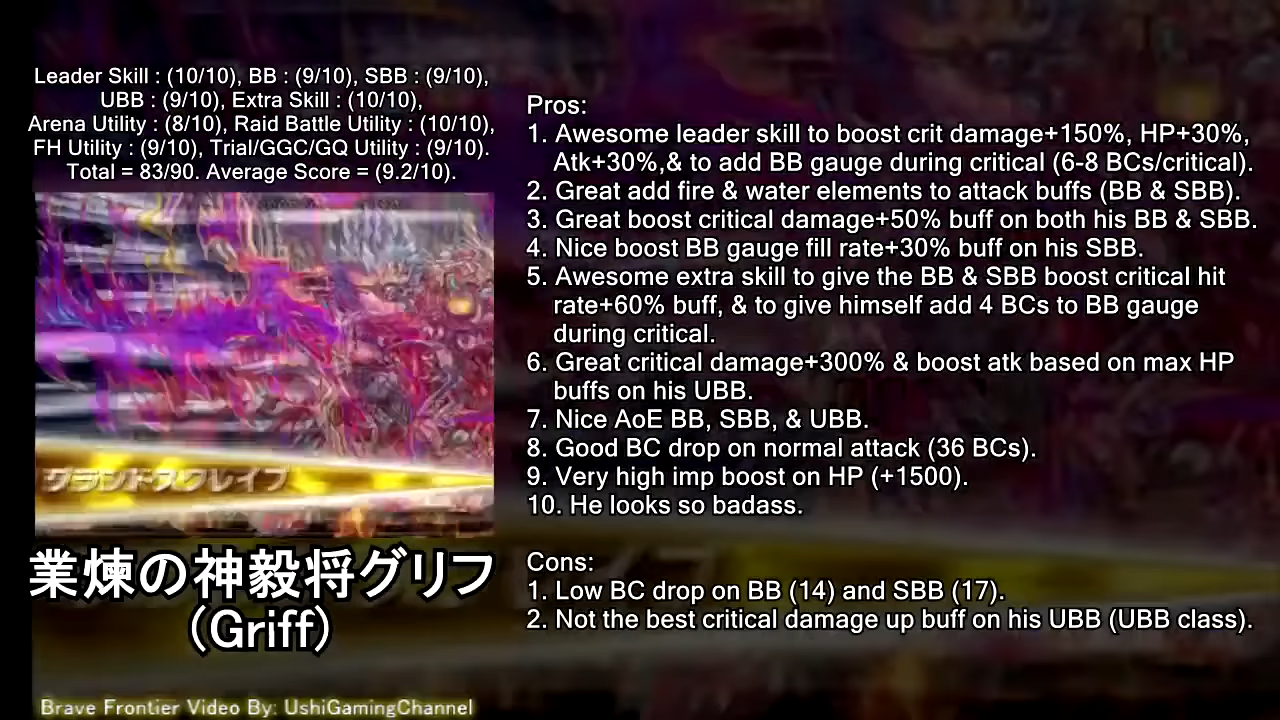 Leader Skill : (10/10), BB : (9/10), SBB : (9/10),
UBB : (9/10), Extra Skill : (10/10),
Arena Utility : (8/10), Raid Battle Utility : (10/10),
FH Utility : (9/10), Trial/GGC/GQ Utility : (9/10).
Total = 83/90. Average Score = (9.2/10).
グランドスクレイブ
業煉の神毅将グリフ
(Griff)
Brave Frontier Video By: UshiGamingChannel
Pros:
1. Awesome leader skill to boost crit damage+150%, HP+30%,
Atk+30%,& to add BB gauge during critical (6-8 BCs/critical).
2. Great add fire & water elements to attack buffs (BB & SBB).
3. Great boost critical damage+50% buff on both his BB & SBB.
4. Nice boost BB gauge fill rate+30% buff on his SBB.
5. Awesome extra skill to give the BB & SBB boost critical hit
rate+60% buff, & to give himself add 4 BCs to BB gauge
during critical.
6. Great critical damage+300% & boost atk based on max HP
buffs on his UBB.
7. Nice AoE BB, SBB, & UBB.
8. Good BC drop on normal attack (36 BCs).
9. Very high imp boost on HP (+1500).
10. He looks so badass.
Cons:
1. Low BC drop on BB (14) and SBB (17).
2. Not the best critical damage up buff on his UBB (UBB class).